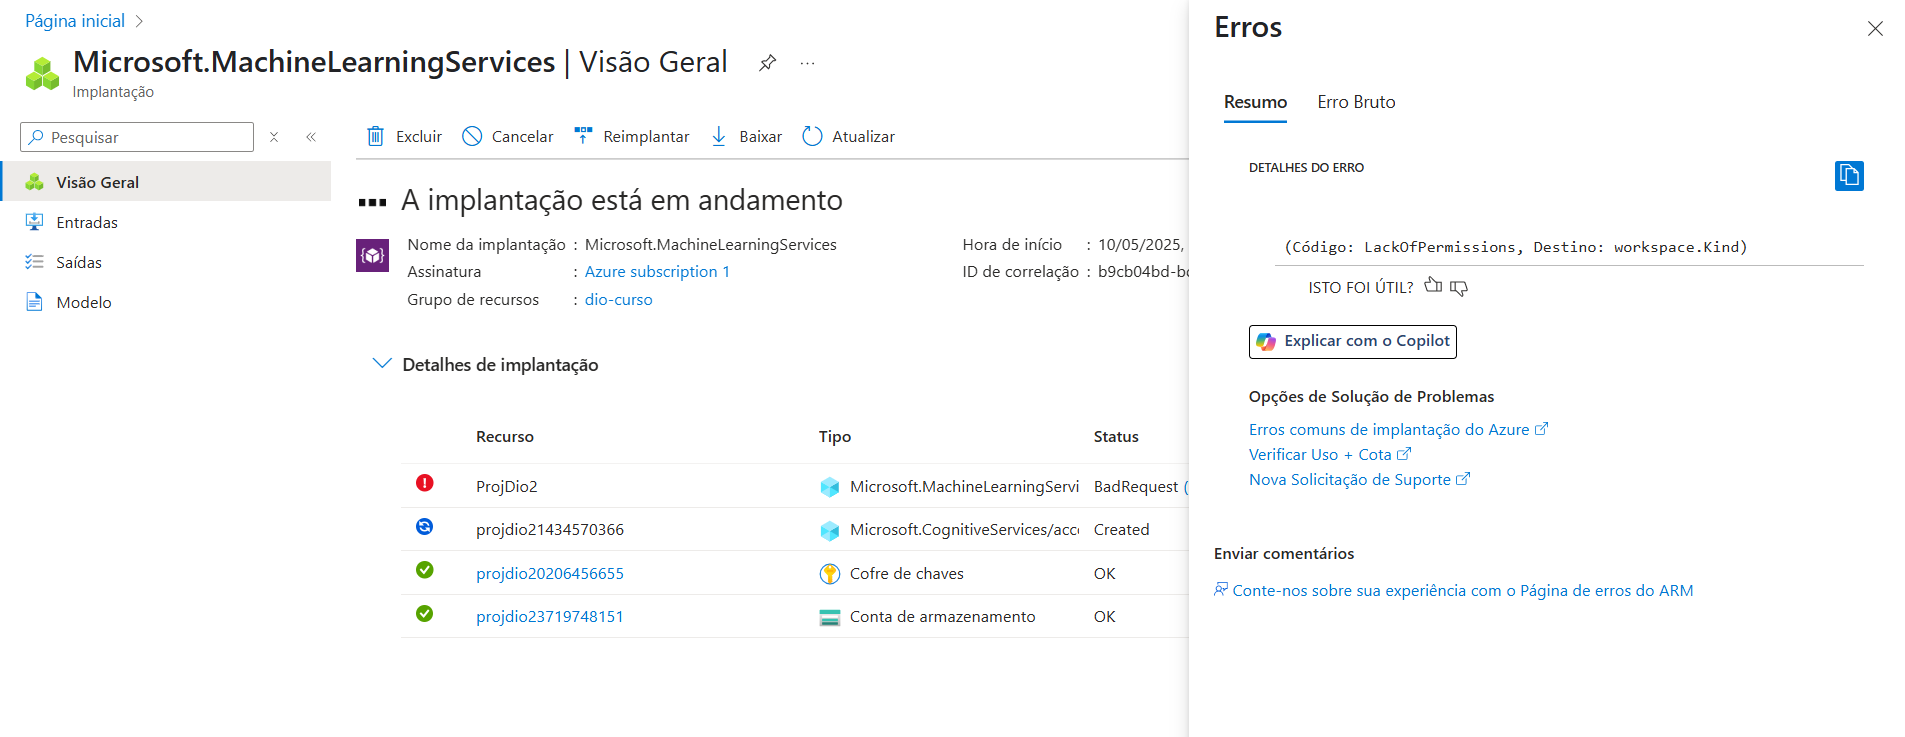 Página inicial
Microsoft.MachineLearningServices | Visão Geral
Implantação
Pesquisar
Visão Geral
Entradas
Saídas
Modelo
Excluir
Cancelar
Reimplantar
Baixar
Atualizar
A implantação está em andamento
Nome da implantação : Microsoft.MachineLearningServices
Assinatura : Azure subscription 1
Grupo de recursos : dio-curso
Hora de início : 10/05/2025,
ID de correlação : b9cb04bd-bc
Detalhes de implantação
Recurso Tipo Status
ProjDio2 Microsoft.MachineLearningServi BadRequest (
projdio21434570366 Microsoft.CognitiveServices/acc Created
projdio20206456655 Cofre de chaves OK
projdio23719748151 Conta de armazenamento OK
Erros
Resumo Erro Bruto
DETALHES DO ERRO
(Código: LackOfPermissions, Destino: workspace.Kind)
ISTO FOI ÚTIL?
Explicar com o Copilot
Opções de Solução de Problemas
Erros comuns de implantação do Azure
Verificar Uso + Cota
Nova Solicitação de Suporte
Enviar comentários
Conte-nos sobre sua experiência com o Página de erros do ARM